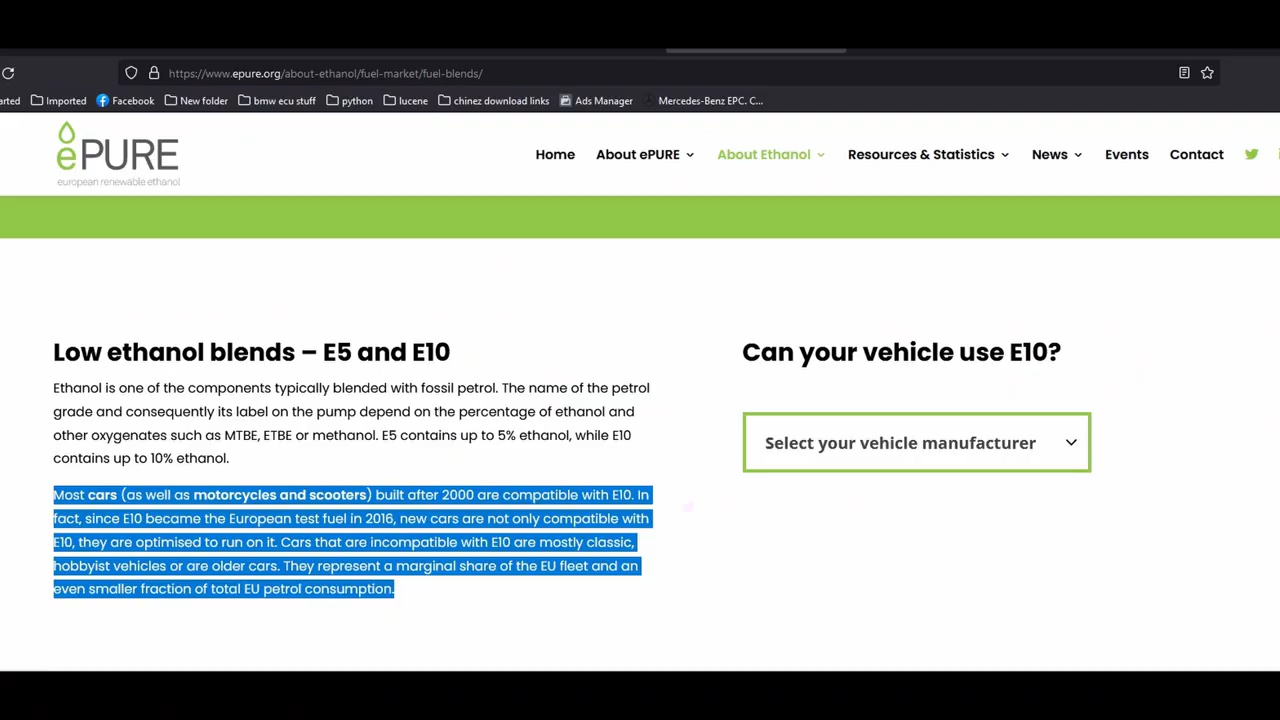 https://www.epure.org/about-ethanol/fuel-market/fuel-blends/
arted Imported Facebook New folder bmw ecu stuff python lucene chinez download links Ads Manager Mercedes-Benz EPC. C...
ePURE
european renewable ethanol
Home About ePURE About Ethanol Resources & Statistics News Events Contact
Low ethanol blends – E5 and E10
Ethanol is one of the components typically blended with fossil petrol. The name of the petrol
grade and consequently its label on the pump depend on the percentage of ethanol and
other oxygenates such as MTBE, ETBE or methanol. E5 contains up to 5% ethanol, while E10
contains up to 10% ethanol.
Most cars (as well as motorcycles and scooters) built after 2000 are compatible with E10. In
fact, since E10 became the European test fuel in 2016, new cars are not only compatible with
E10, they are optimised to run on it. Cars that are incompatible with E10 are mostly classic,
hobbyist vehicles or are older cars. They represent a marginal share of the EU fleet and an
even smaller fraction of total EU petrol consumption.
Can your vehicle use E10?
Select your vehicle manufacturer